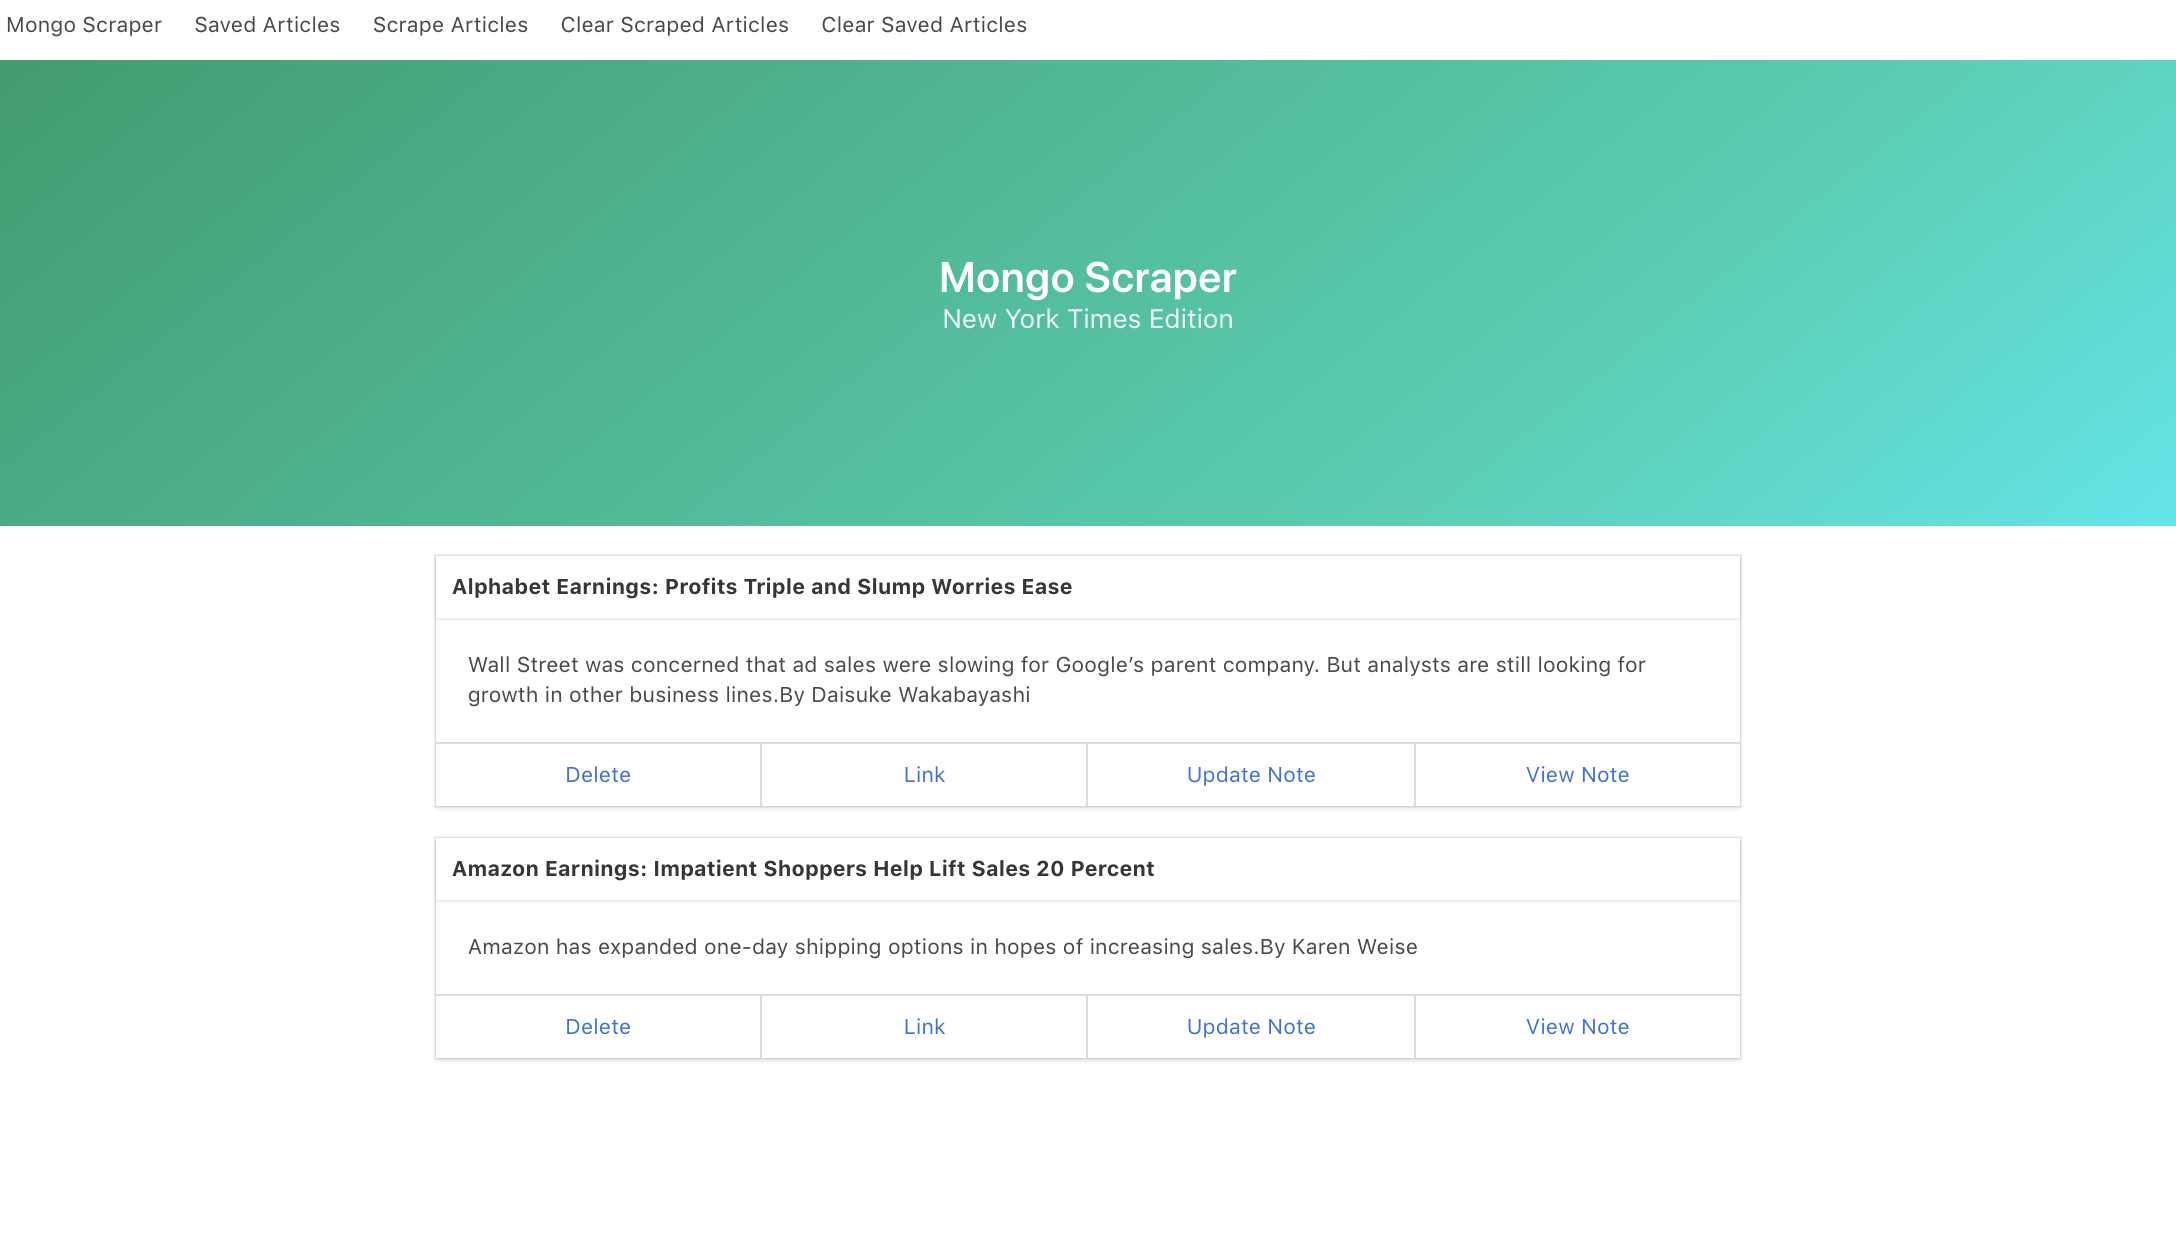 Mongo Scraper Saved Articles Scrape Articles Clear Scraped Articles Clear Saved Articles
Mongo Scraper
New York Times Edition
Alphabet Earnings: Profits Triple and Slump Worries Ease
Wall Street was concerned that ad sales were slowing for Google’s parent company. But analysts are still looking for
growth in other business lines.By Daisuke Wakabayashi
Delete Link Update Note View Note
Amazon Earnings: Impatient Shoppers Help Lift Sales 20 Percent
Amazon has expanded one-day shipping options in hopes of increasing sales.By Karen Weise
Delete Link Update Note View Note